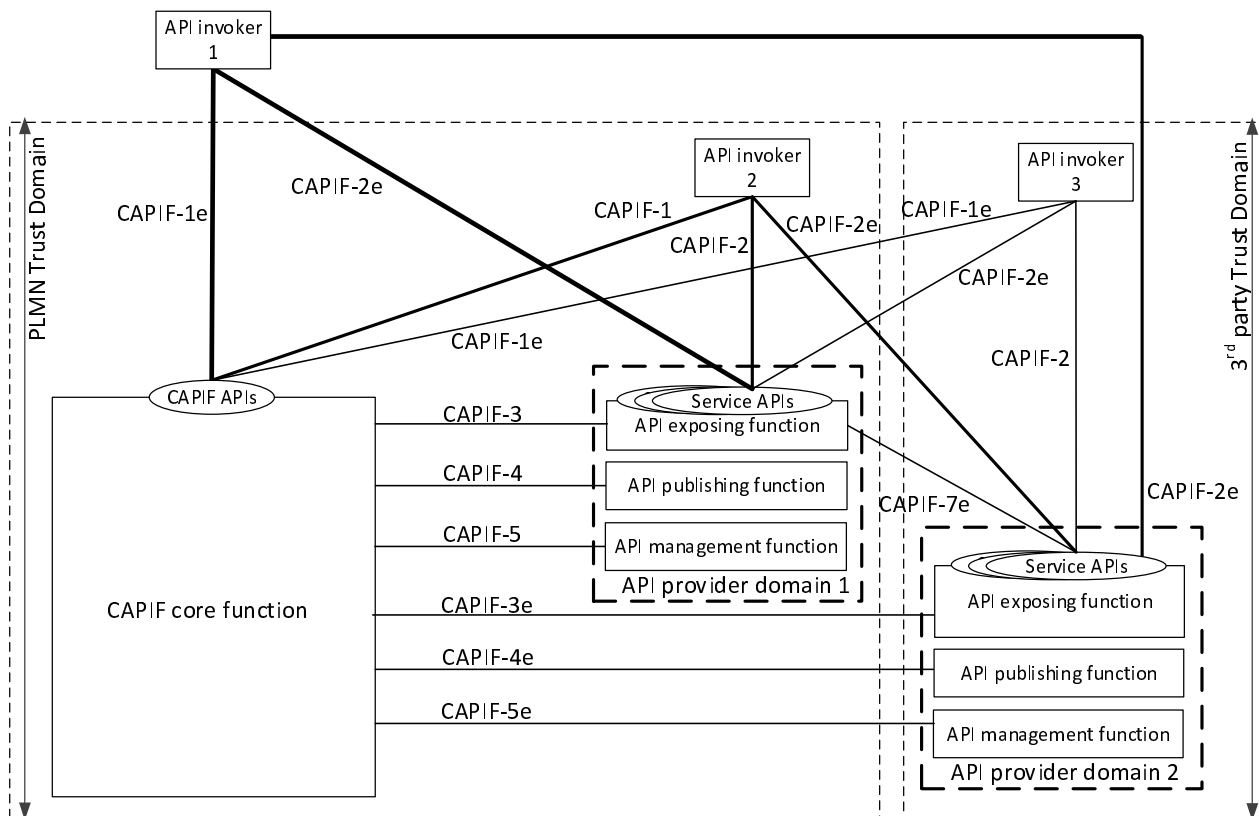 API invoker
1
PLMN Trust Domain
3rd party Trust Domain
API invoker
2
API invoker
3
CAPIF-1e
CAPIF-2e
CAPIF-1
CAPIF-2
CAPIF-2e
CAPIF-1e
CAPIF-2e
CAPIF-1e
CAPIF-2
CAPIF APIs
Service APIs
CAPIF-3
API exposing function
CAPIF-4
API publishing function
CAPIF-7e
CAPIF-2e
CAPIF-5
API management function
API provider domain 1
Service APIs
CAPIF core function
CAPIF-3e
API exposing function
CAPIF-4e
API publishing function
CAPIF-5e
API management function
API provider domain 2